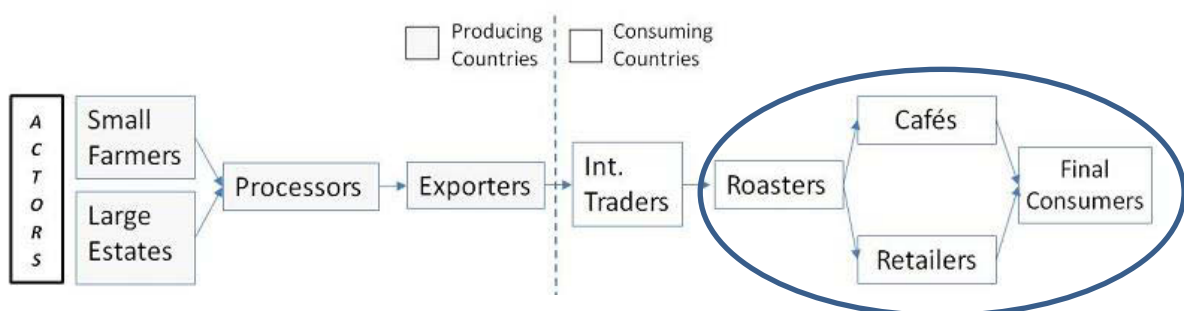 Producing
Countries
Consuming
Countries
A
C
T
O
R
S
Small
Farmers
Large
Estates
Processors
Exporters
Int.
Traders
Roasters
Cafés
Retailers
Final
Consumers